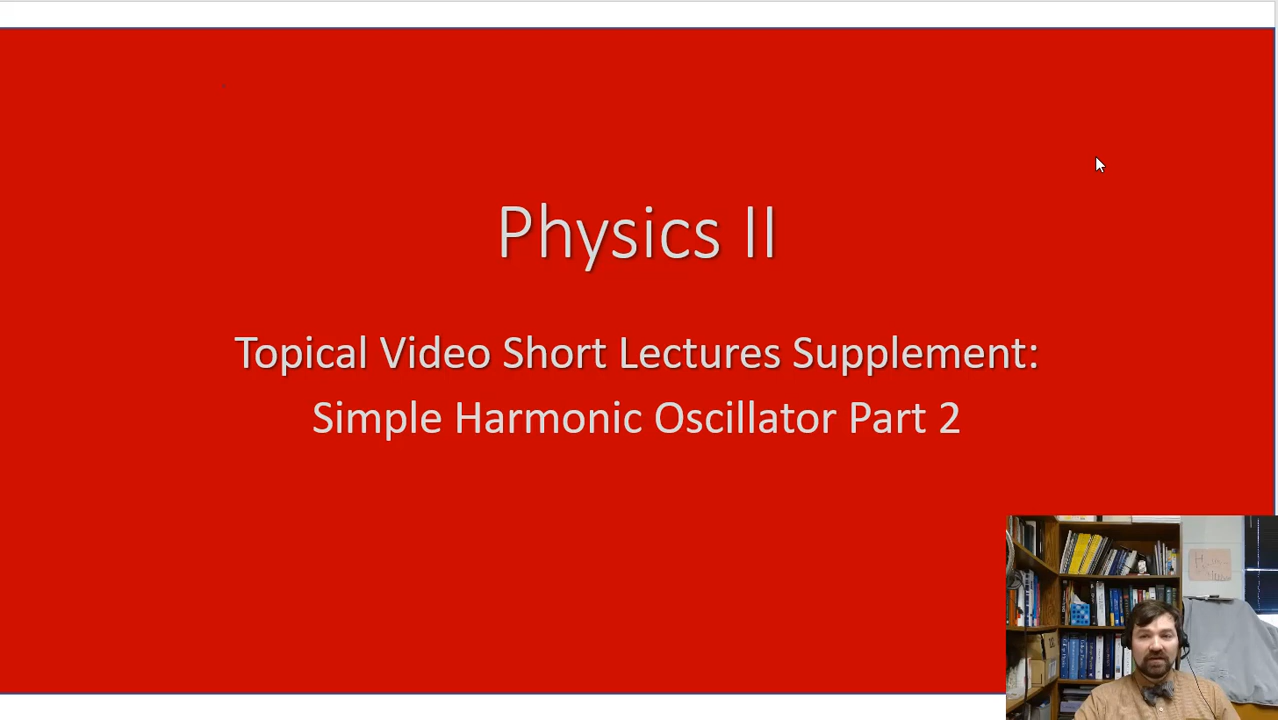 Physics II
Topical Video Short Lectures Supplement:
Simple Harmonic Oscillator Part 2